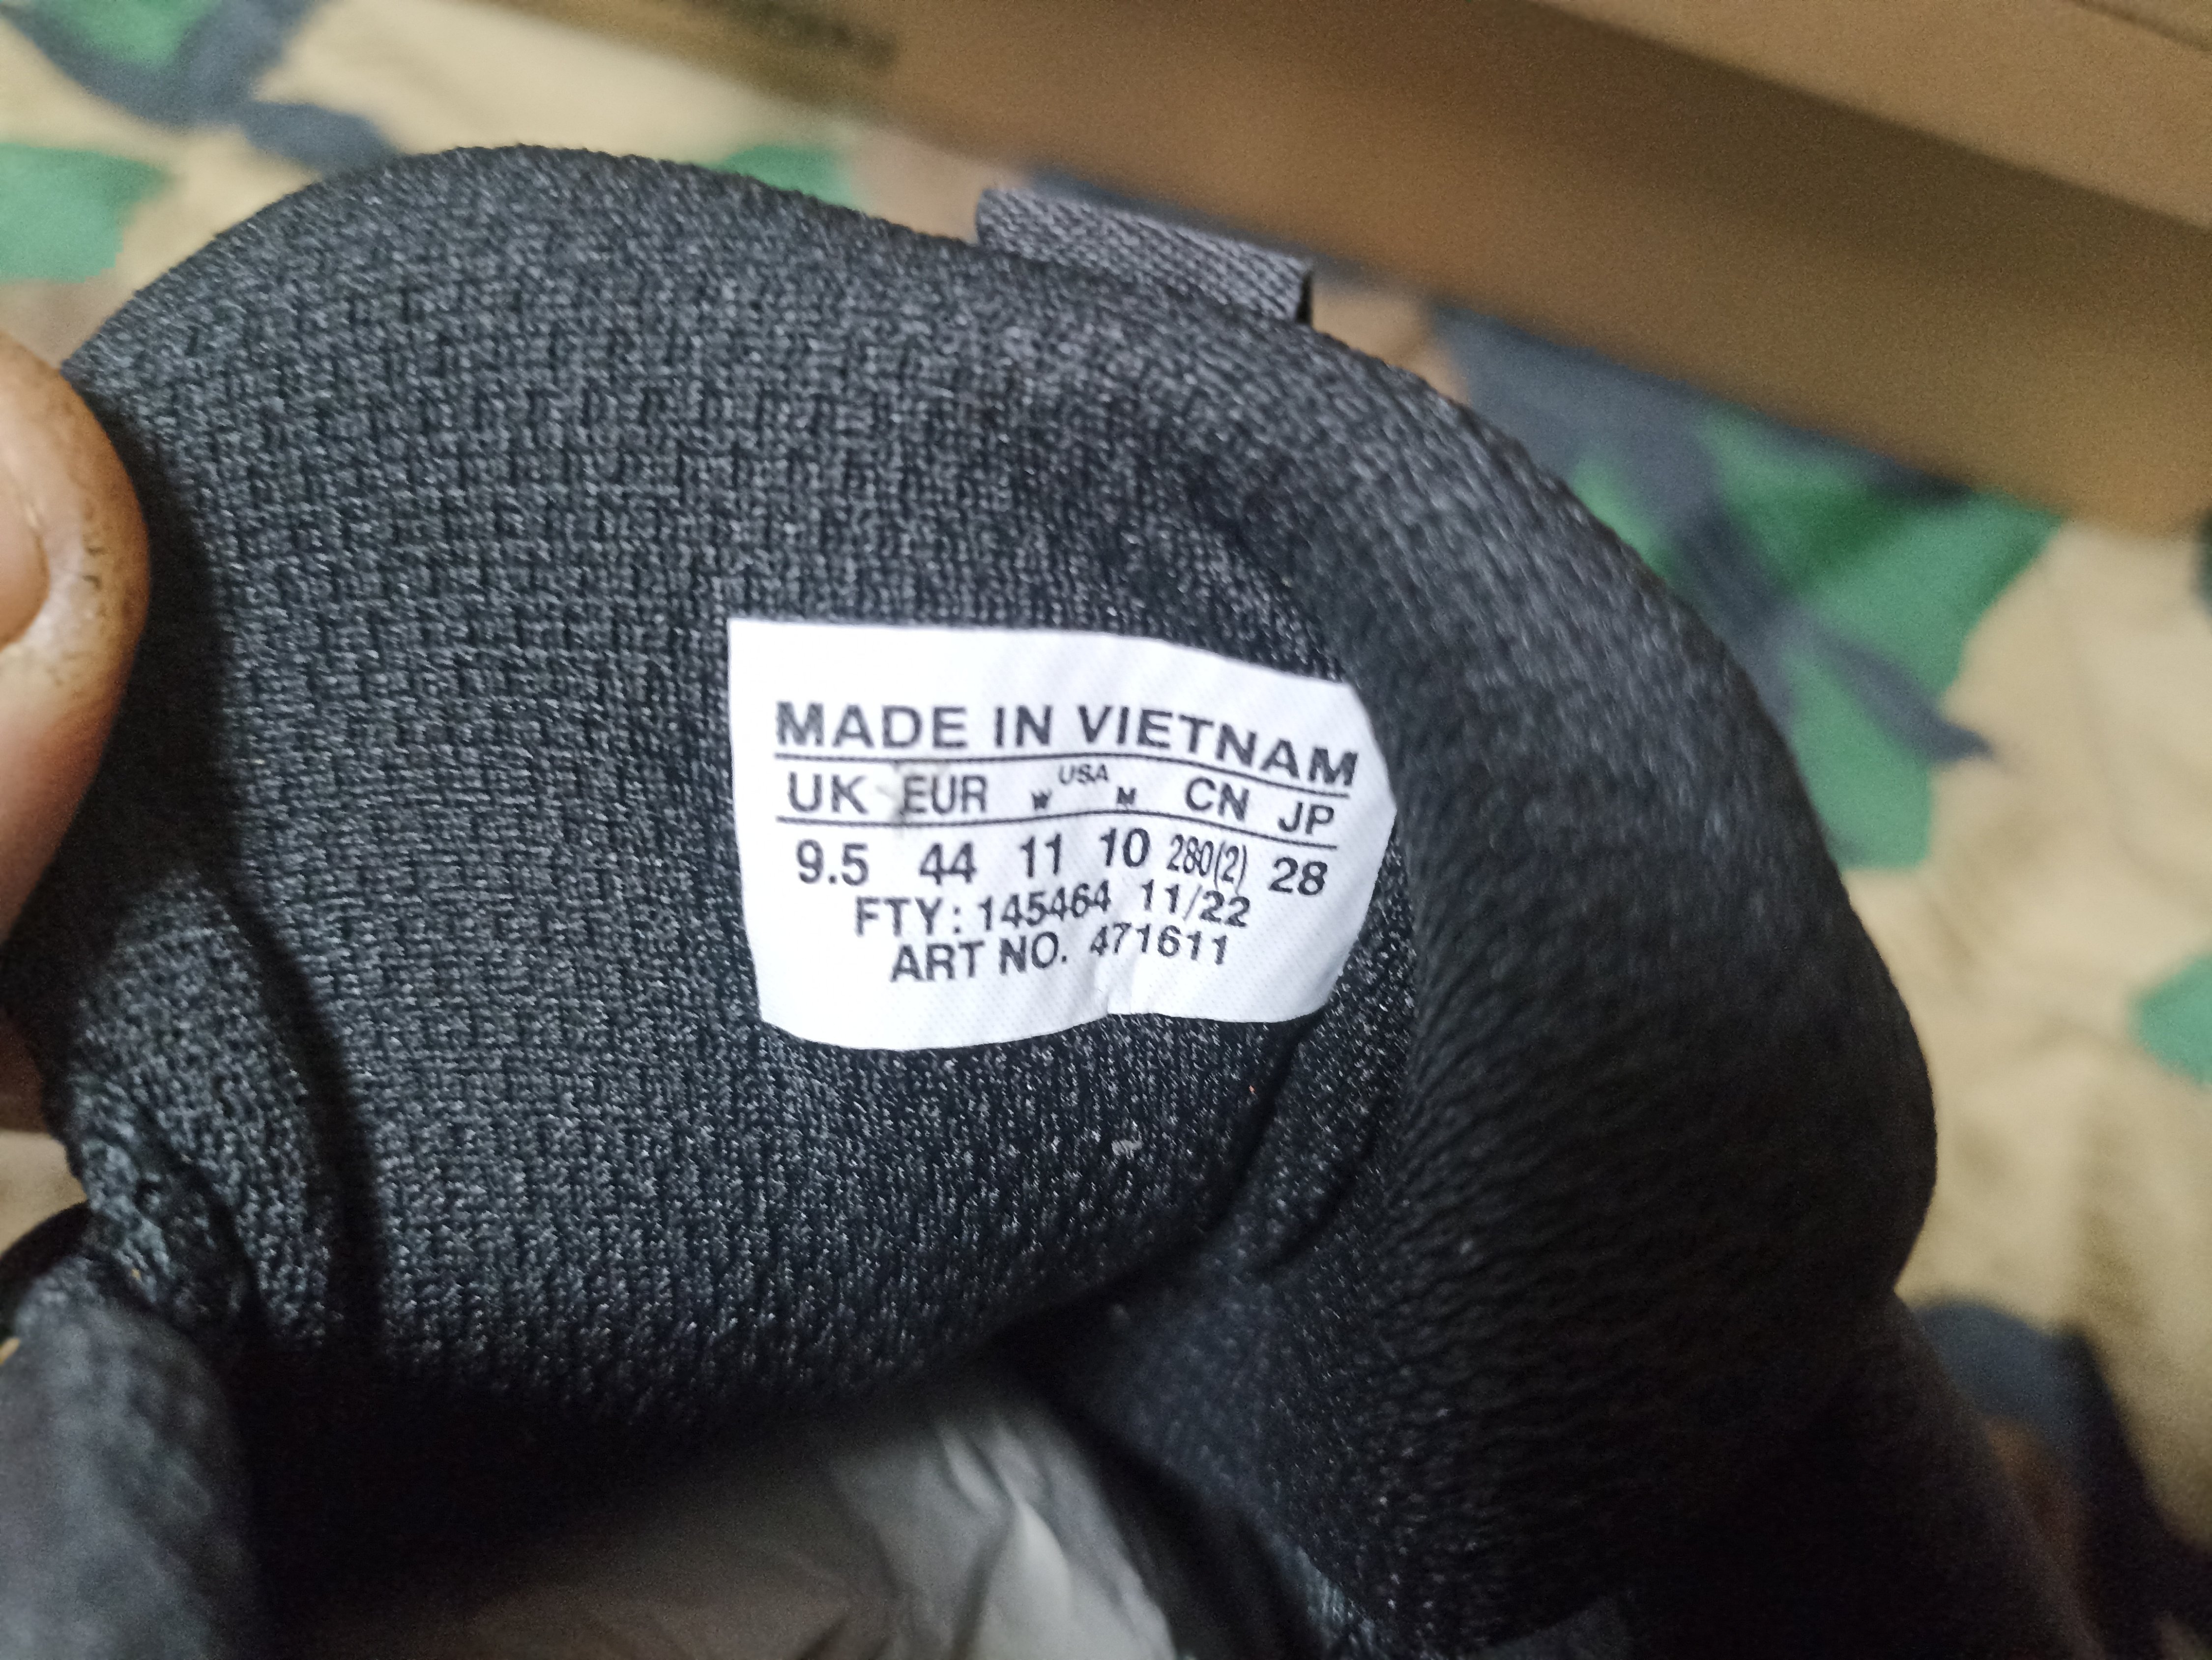 MADE IN VIETNAM
UK EUR W USA M CN JP
9.5 44 11 10 280(2) 28
FTY: 145464 11/22
ART NO. 471611